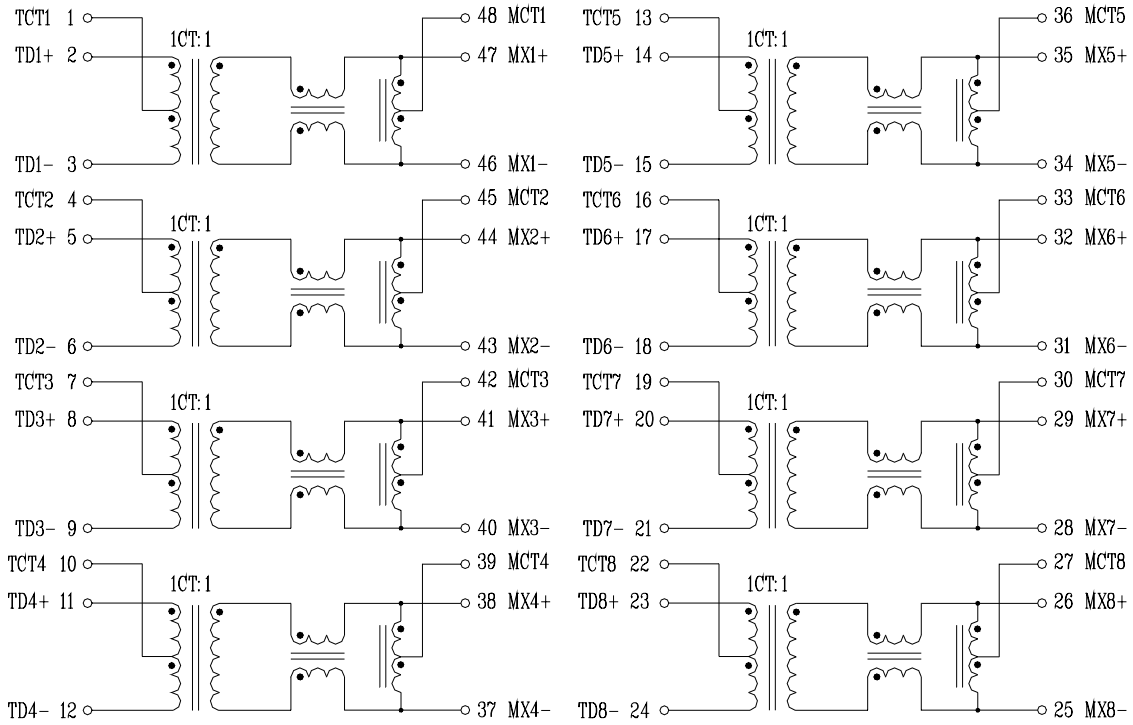 TCT1 1 48 MCT1 TCT5 13 36 MCT5
1CT:1 1CT:1
TD1+ 2 47 MX1+ TD5+ 14 35 MX5+
TD1- 3 46 MX1- TD5- 15 34 MX5-
TCT2 4 45 MCT2 TCT6 16 33 MCT6
1CT:1 1CT:1
TD2+ 5 44 MX2+ TD6+ 17 32 MX6+
TD2- 6 43 MX2- TD6- 18 31 MX6-
TCT3 7 42 MCT3 TCT7 19 30 MCT7
1CT:1 1CT:1
TD3+ 8 41 MX3+ TD7+ 20 29 MX7+
TD3- 9 40 MX3- TD7- 21 28 MX7-
TCT4 10 39 MCT4 TCT8 22 27 MCT8
1CT:1 1CT:1
TD4+ 11 38 MX4+ TD8+ 23 26 MX8+
TD4- 12 37 MX4- TD8- 24 25 MX8-